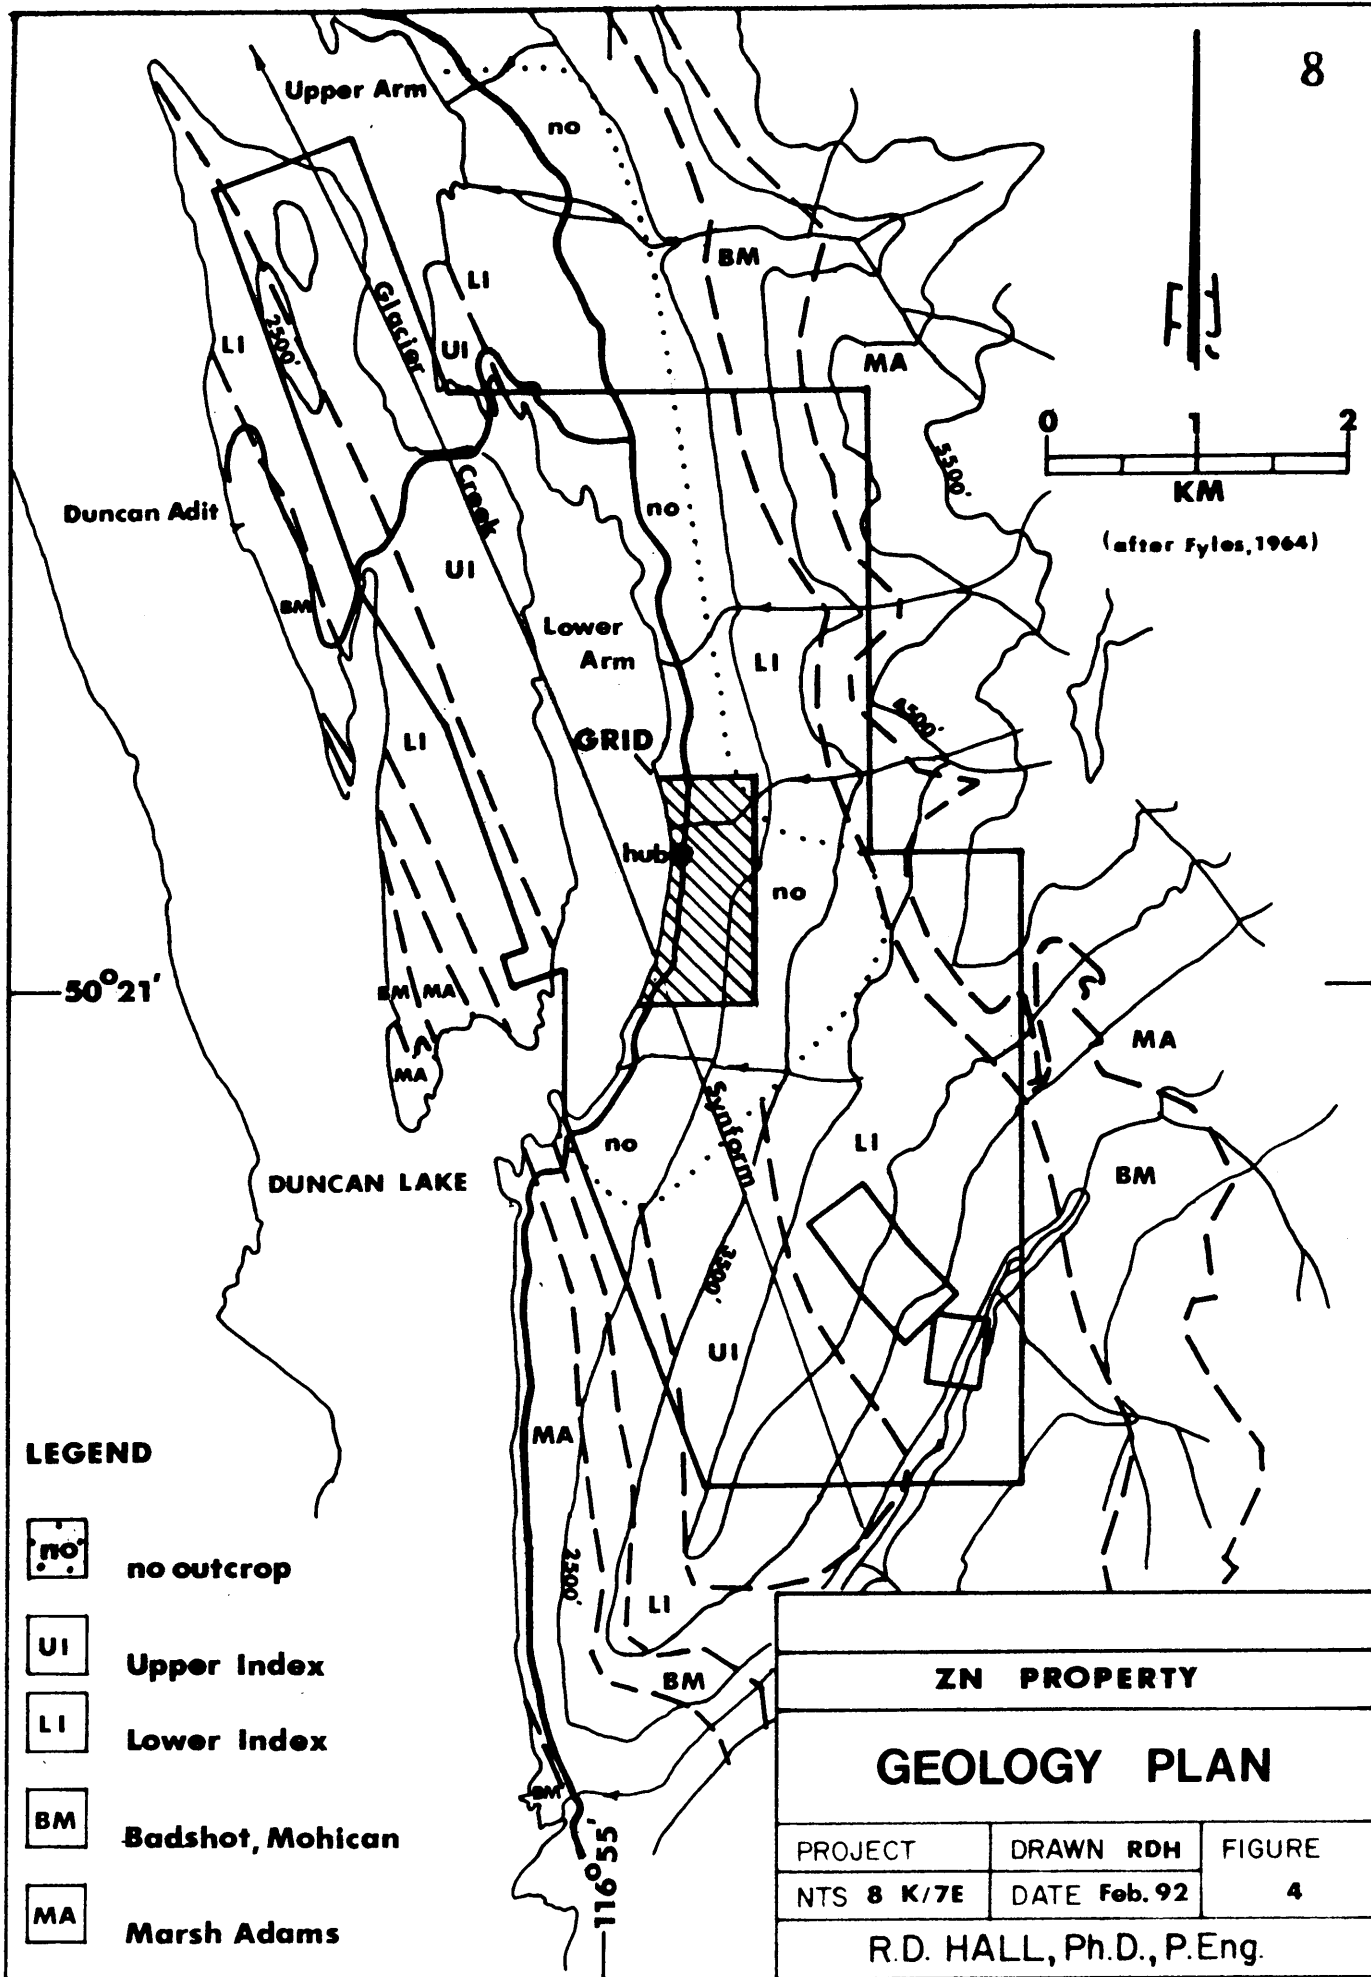 8
Upper Arm
no
BM
LI
Glacier
UI
LI
2500'
MA
0 1 2
KM
(after Fyles, 1964)
5500'
Creek
no
Duncan Adit
UI
BM
Lower
Arm
LI
4500'
GRID
LI
hub
no
50°21'
BM
MA
MA
MA
Synform
no
LI
BM
DUNCAN LAKE
3500'
UI
MA
2500'
LI
BM
BM
116°55'
LEGEND
no
no outcrop
UI
Upper Index
LI
Lower Index
BM
Badshot, Mohican
MA
Marsh Adams
ZN PROPERTY
GEOLOGY PLAN
PROJECT
DRAWN RDH
FIGURE
NTS 8 K/7E
DATE Feb. 92
4
R.D. HALL, Ph.D., P.Eng.